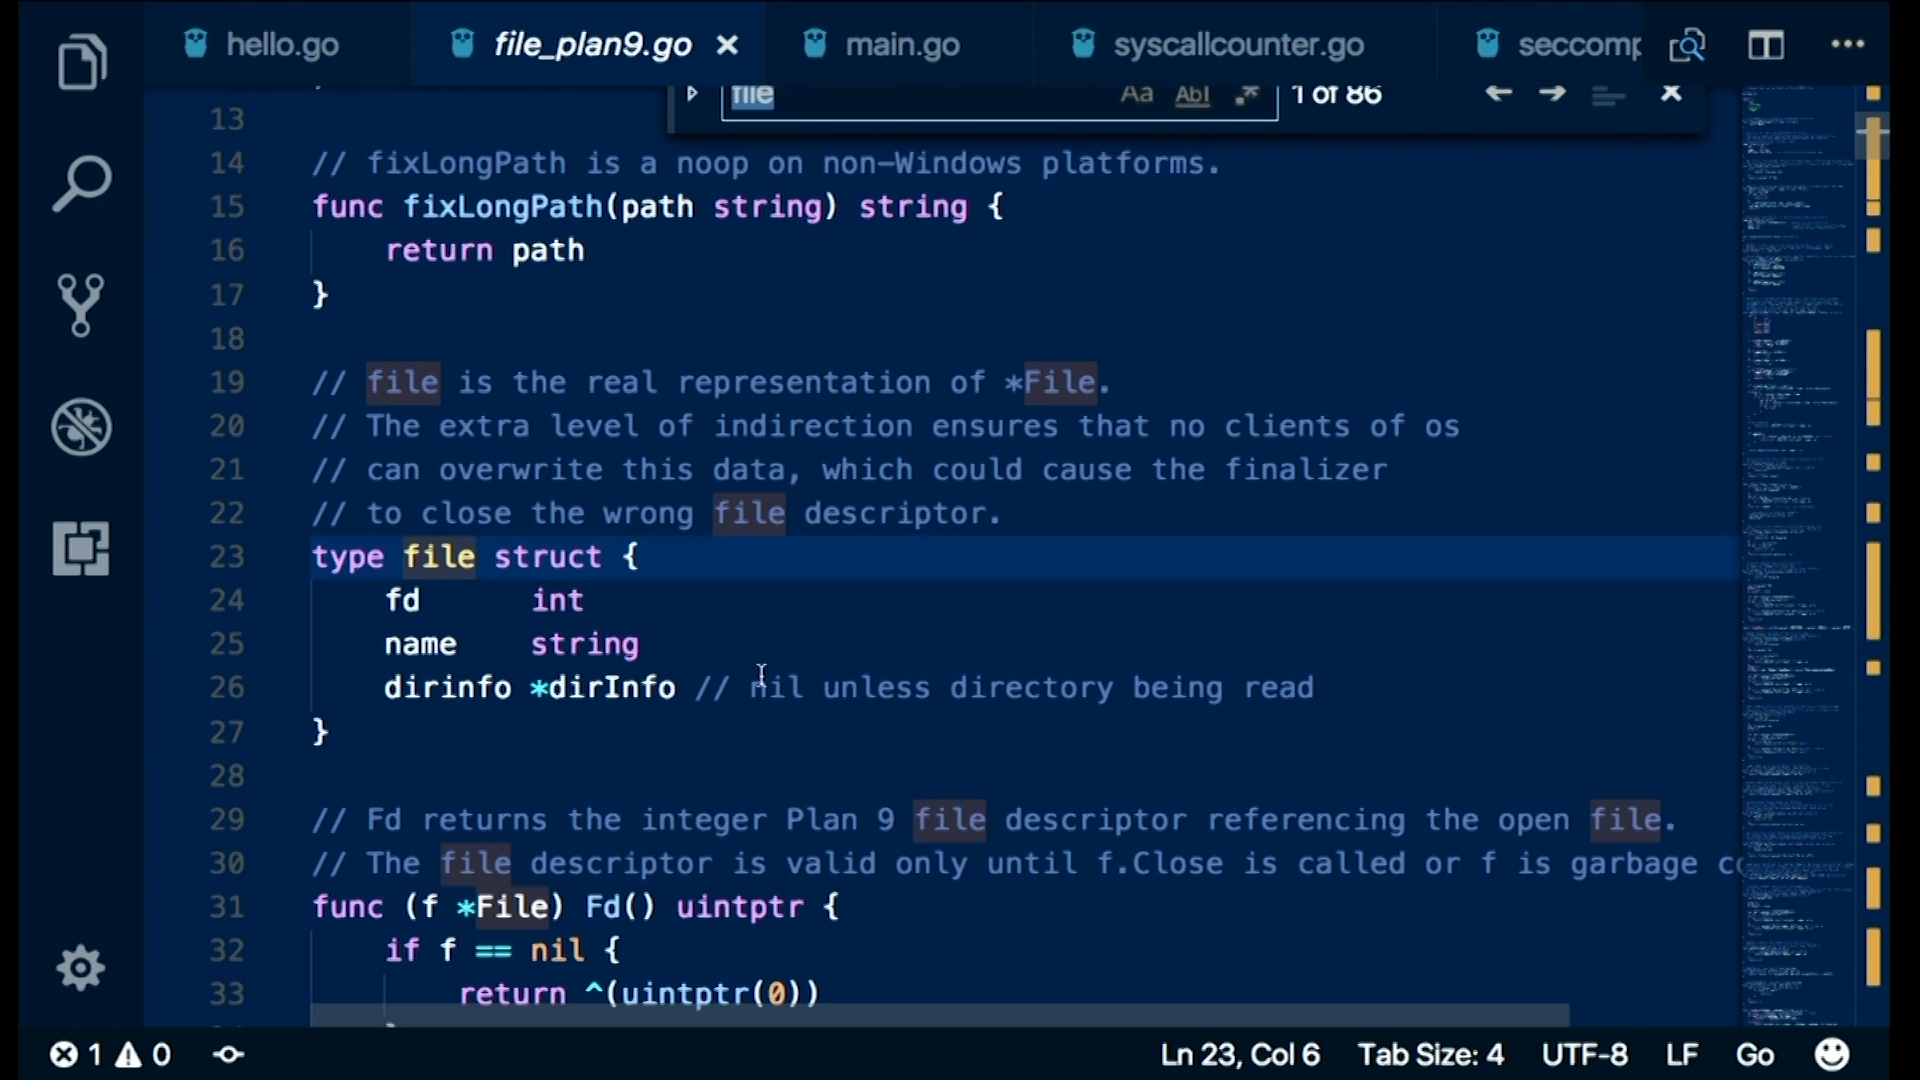 hello.go
file_plan9.go
main.go
syscallcounter.go
seccomp
file
Aa
Abl
1 of 86
13
14 // fixLongPath is a noop on non-Windows platforms.
15 func fixLongPath(path string) string {
16 return path
17 }
18
19 // file is the real representation of *File.
20 // The extra level of indirection ensures that no clients of os
21 // can overwrite this data, which could cause the finalizer
22 // to close the wrong file descriptor.
23 type file struct {
24 fd int
25 name string
26 dirinfo *dirInfo // nil unless directory being read
27 }
28
29 // Fd returns the integer Plan 9 file descriptor referencing the open file.
30 // The file descriptor is valid only until f.Close is called or f is garbage co
31 func (f *File) Fd() uintptr {
32 if f == nil {
33 return ^(uintptr(0))
1 0 Ln 23, Col 6 Tab Size: 4 UTF-8 LF Go